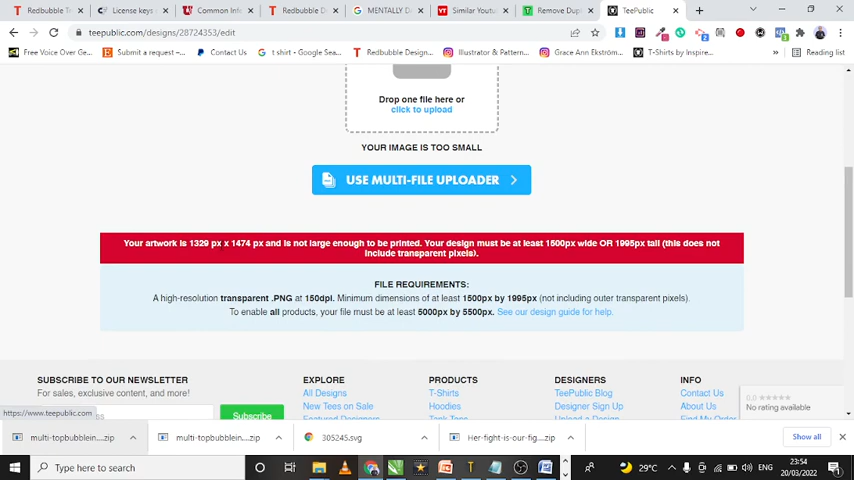 Redbubble T
License keys
Common Info
Redbubble D
MENTALLY D
Similar Youtu
Remove Dup
TeePublic
teepublic.com/designs/28724353/edit
Free Voice Over Ge...
Submit a request –...
Payment Us
t shirt - Google Sea...
Redbubble Design...
Illustrator & Pattern...
Grace Ann Ekström...
T-Shirts by Inspire...
Reading list
Drop one file here or
click to upload
YOUR IMAGE IS TOO SMALL
USE MULTI-FILE UPLOADER
Your artwork is 1329 px x 1474 px and is not large enough to be printed. Your design must be at least 1500px wide OR 1995px tall (this does not
include transparent pixels).
FILE REQUIREMENTS:
A high-resolution transparent .PNG at 150dpi. Minimum dimensions of at least 1500px by 1995px (not including outer transparent pixels).
To enable all products, your file must be at least 5000px by 5500px. See our design guide for help.
SUBSCRIBE TO OUR NEWSLETTER
For sales, exclusive content, and more!
ss
Subscribe
EXPLORE
All Designs
New Tees on Sale
Featured Designers
PRODUCTS
T-Shirts
Hoodies
Tank Tops
DESIGNERS
TeePublic Blog
Designer Sign Up
Upload a Design
INFO
Contact Us
About Us
Find My Order
(0,0)
No rating available
https://www.teepublic.com
multi-topbubblein....zip
multi-topbubblein....zip
305245.svg
Her-fight-is-our-fig....zip
Show all
Type here to search
29°C
ENG
23:54
20/03/2022